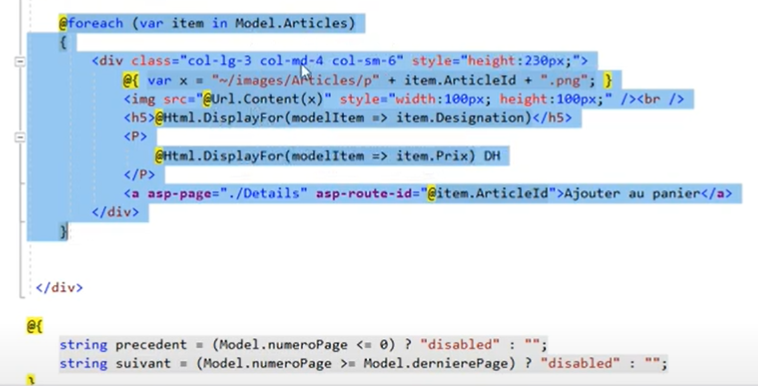 @foreach (var item in Model.Articles)
{
<div class="col-lg-3 col-md-4 col-sm-6" style="height:230px;">
@{ var x = "~/images/Articles/p" + item.ArticleId + ".png"; }
<img src="@Url.Content(x)" style="width:100px; height:100px;" /><br />
<h5>@Html.DisplayFor(modelItem => item.Designation)</h5>
<P>
@Html.DisplayFor(modelItem => item.Prix) DH
</P>
<a asp-page="./Details" asp-route-id="@item.ArticleId">Ajouter au panier</a>
</div>
}
</div>
@{
string precedent = (Model.numeroPage <= 0) ? "disabled" : "";
string suivant = (Model.numeroPage >= Model.dernierePage) ? "disabled" : "";
}